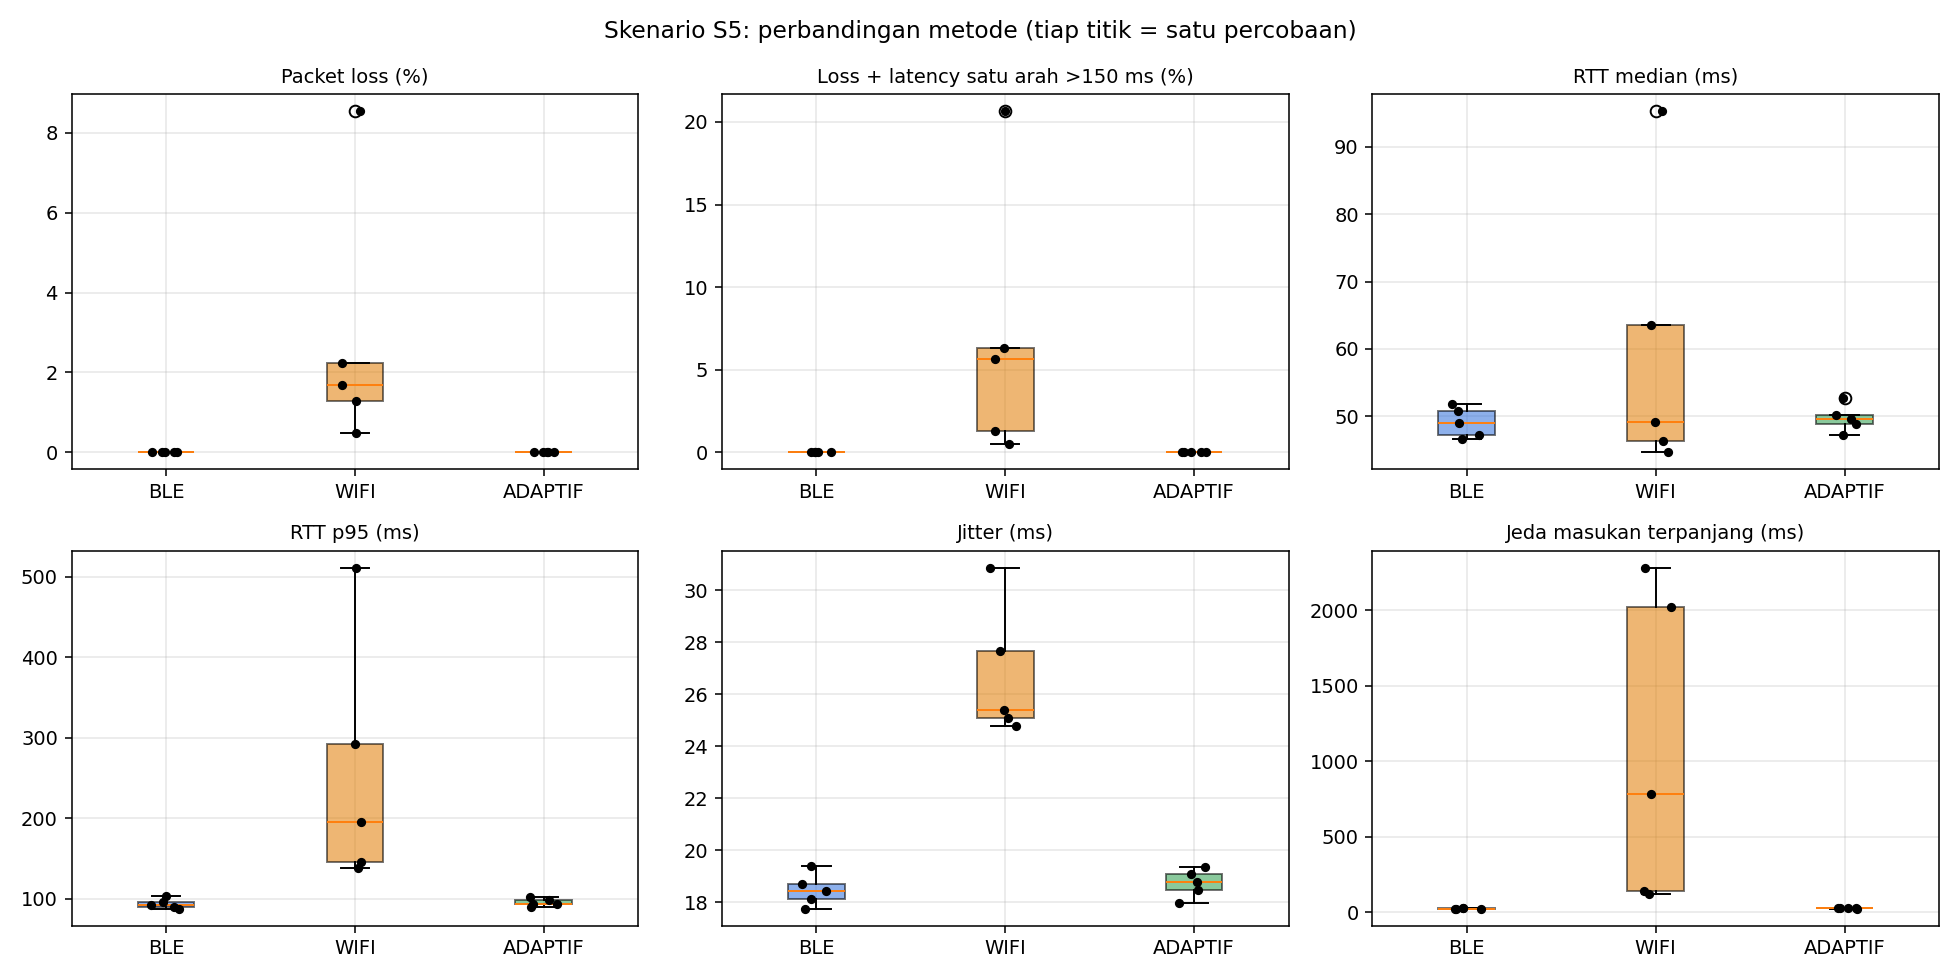 Skenario S5: perbandingan metode (tiap titik = satu percobaan)
Packet loss (%)
8
6
4
2
0
BLE WIFI ADAPTIF
Loss + latency satu arah >150 ms (%)
20
15
10
5
0
BLE WIFI ADAPTIF
RTT median (ms)
90
80
70
60
50
BLE WIFI ADAPTIF
RTT p95 (ms)
500
400
300
200
100
BLE WIFI ADAPTIF
Jitter (ms)
30
28
26
24
22
20
18
BLE WIFI ADAPTIF
Jeda masukan terpanjang (ms)
2000
1500
1000
500
0
BLE WIFI ADAPTIF